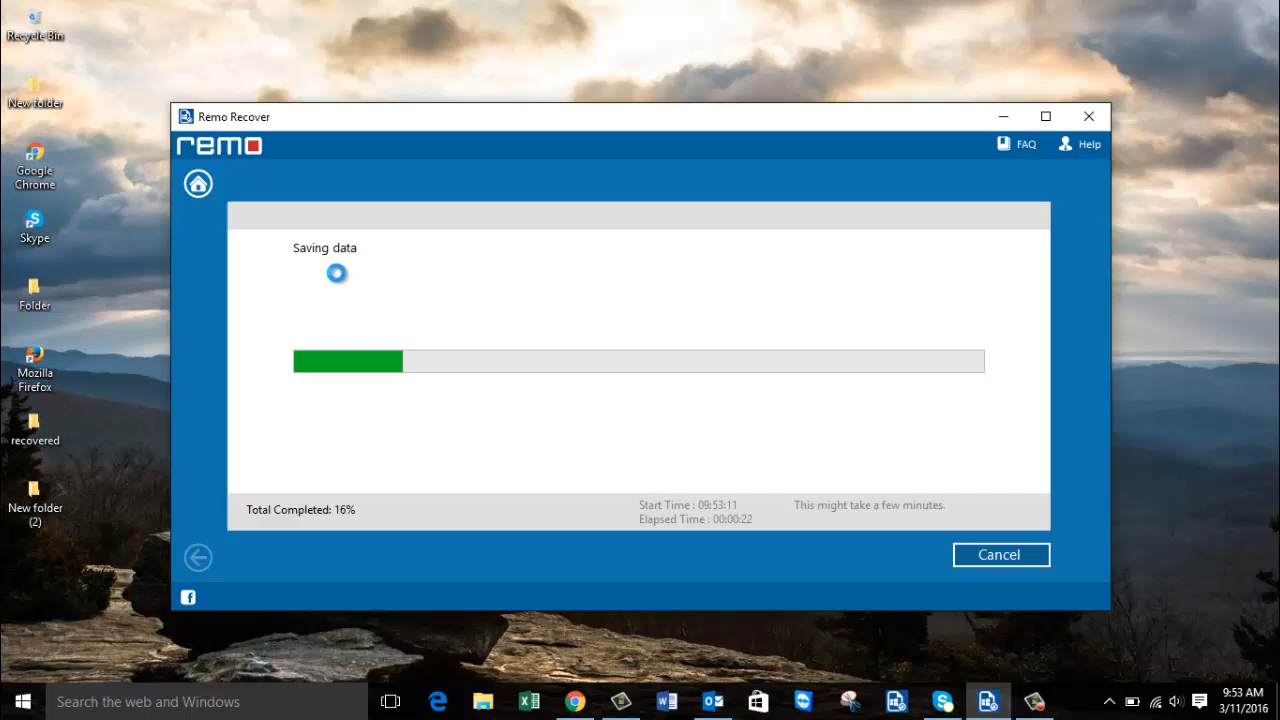 Recycle Bin
New folder
Google
Chrome
Skype
Folder
Mozilla
Firefox
recovered
New folder
(2)
Remo Recover
remo
FAQ
Help
Saving data
Total Completed: 16%
Start Time : 09:53:11
Elapsed Time : 00:00:22
This might take a few minutes.
Cancel
f
Search the web and Windows
9:53 AM
3/11/2016